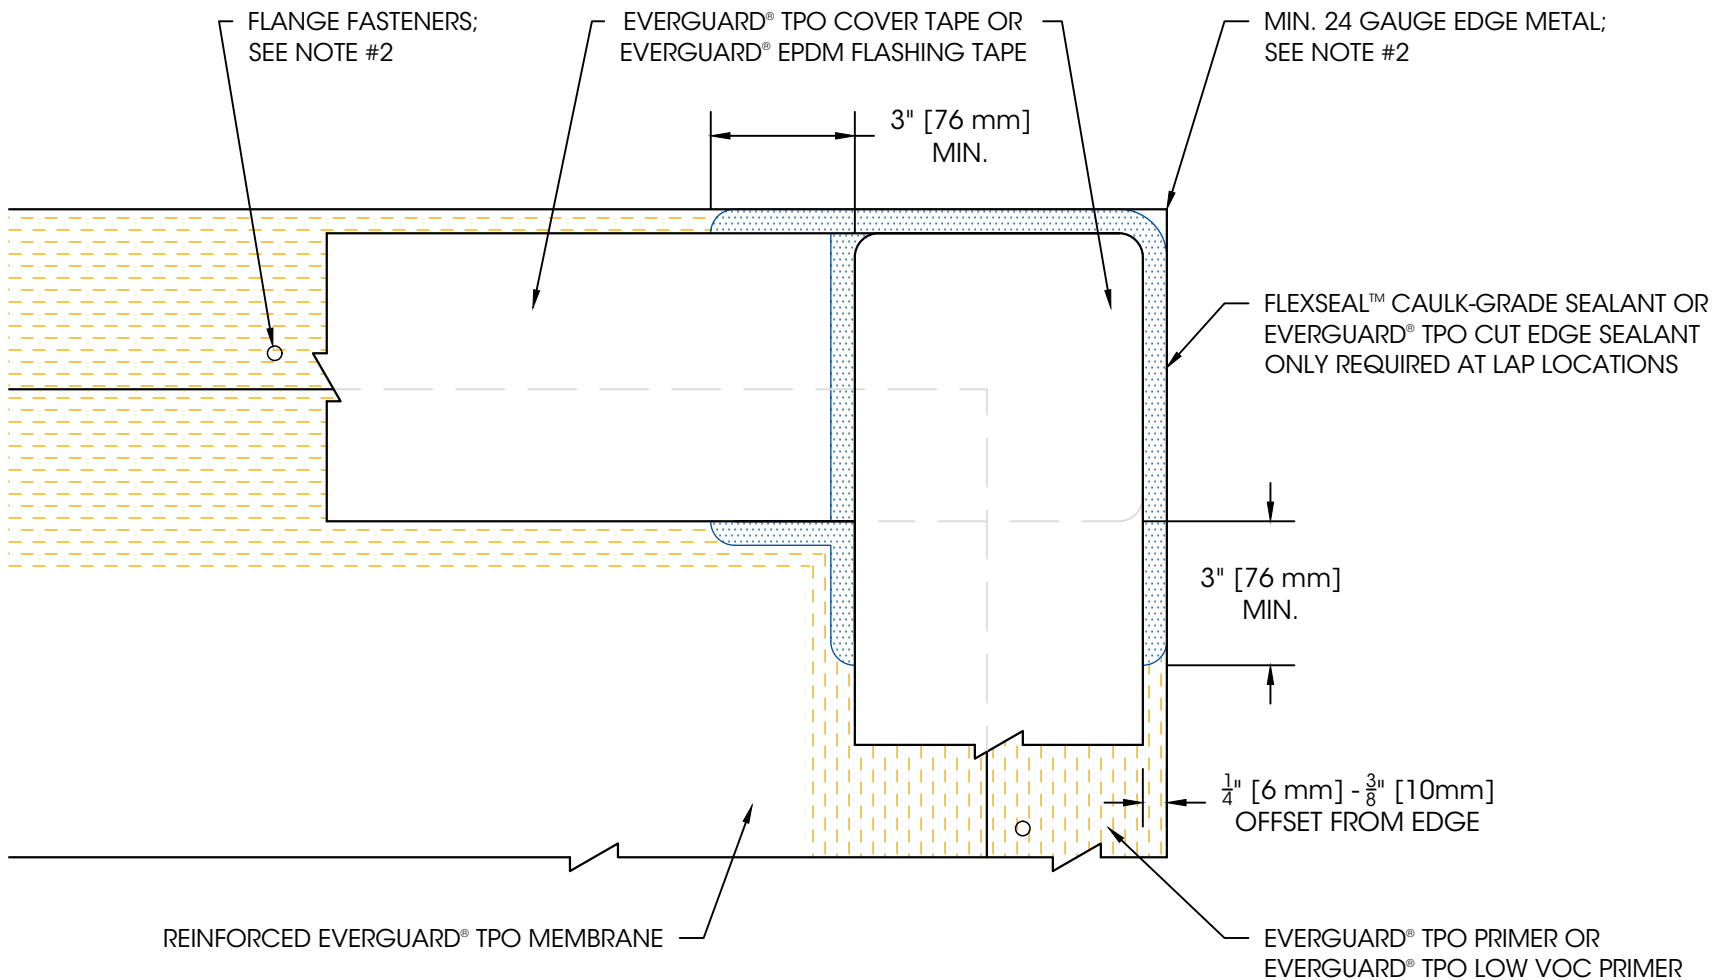 FLANGE FASTENERS;
SEE NOTE #2
EVERGUARD® TPO COVER TAPE OR
EVERGUARD® EPDM FLASHING TAPE
MIN. 24 GAUGE EDGE METAL;
SEE NOTE #2
3" [76 mm]
MIN.
FLEXSEAL™ CAULK-GRADE SEALANT OR
EVERGUARD® TPO CUT EDGE SEALANT
ONLY REQUIRED AT LAP LOCATIONS
3" [76 mm]
MIN.
1/4" [6 mm] - 3/8" [10mm]
OFFSET FROM EDGE
REINFORCED EVERGUARD® TPO MEMBRANE
EVERGUARD® TPO PRIMER OR
EVERGUARD® TPO LOW VOC PRIMER